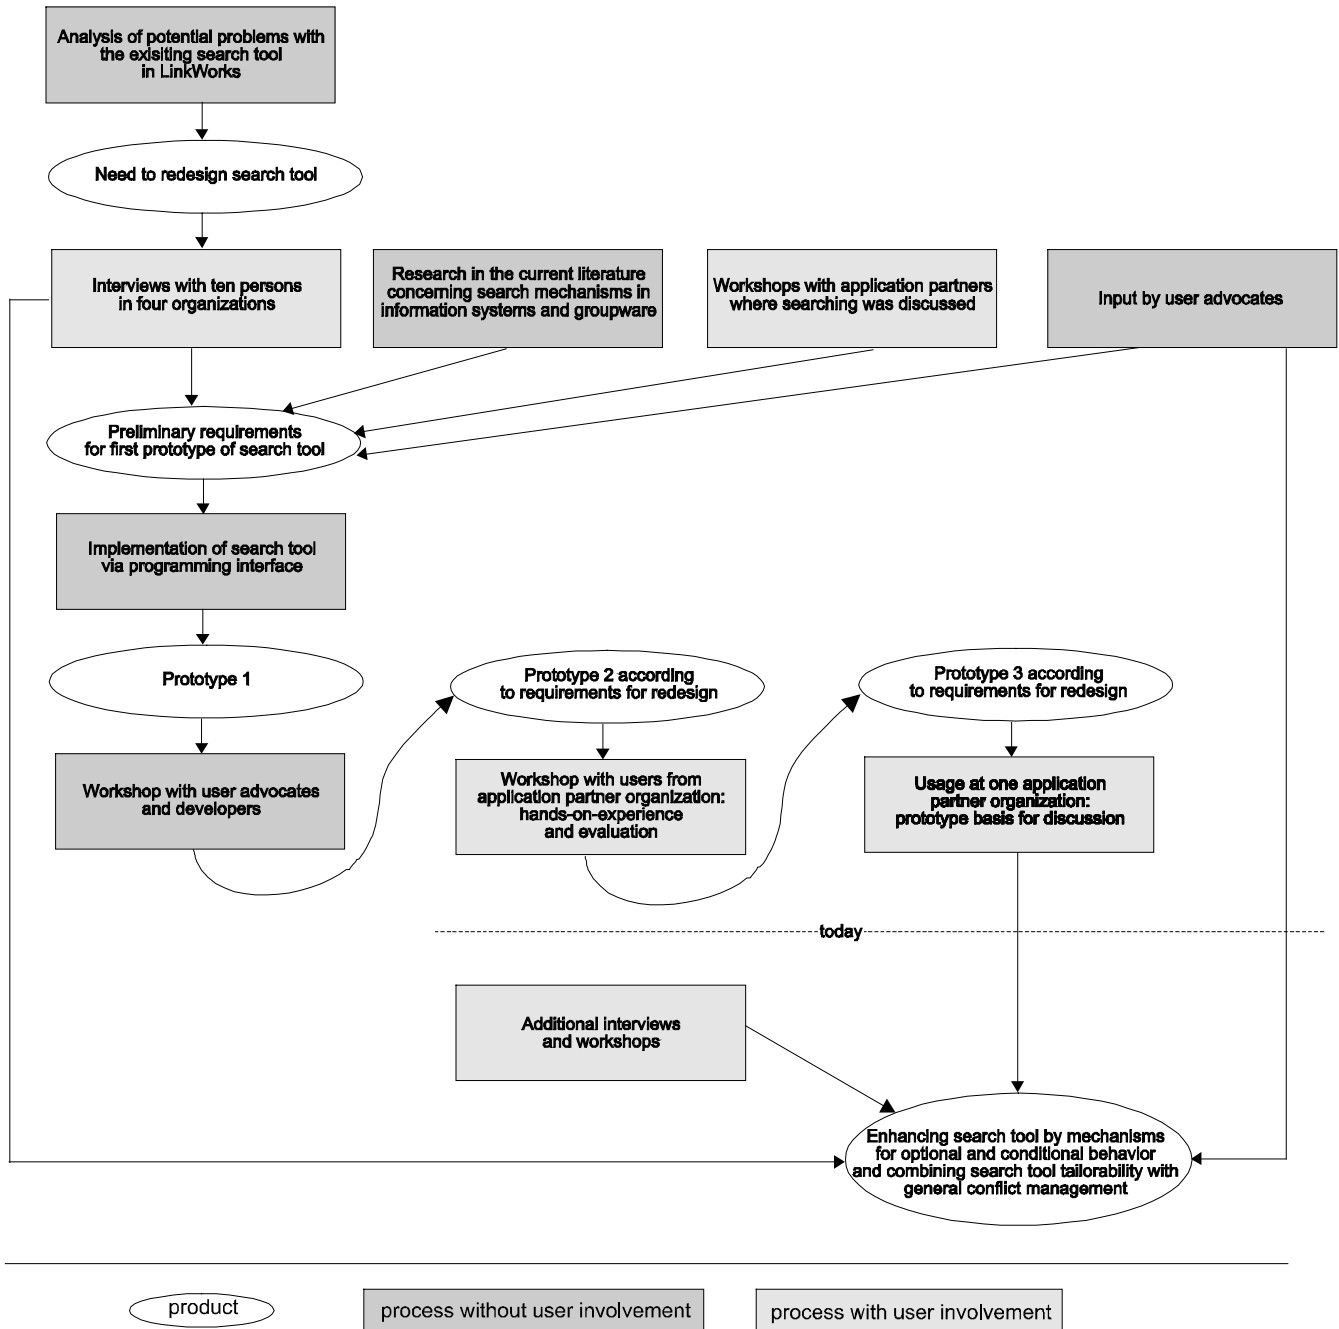 Analysis of potential problems with
the exisiting search tool
in LinkWorks
Need to redesign search tool
Interviews with ten persons
in four organizations
Research in the current literature
concerning search mechanisms in
information systems and groupware
Workshops with application partners
where searching was discussed
Input by user advocates
Preliminary requirements
for first prototype of search tool
Implementation of search tool
via programming interface
Prototype 1
Prototype 2 according
to requirements for redesign
Prototype 3 according
to requirements for redesign
Workshop with user advocates
and developers
Workshop with users from
application partner organization:
hands-on-experience
and evaluation
Usage at one application
partner organization:
prototype basis for discussion
today
Additional interviews
and workshops
Enhancing search tool by mechanisms
for optional and conditional behavior
and combining search tool tailorability with
general conflict management
product
process without user involvement
process with user involvement